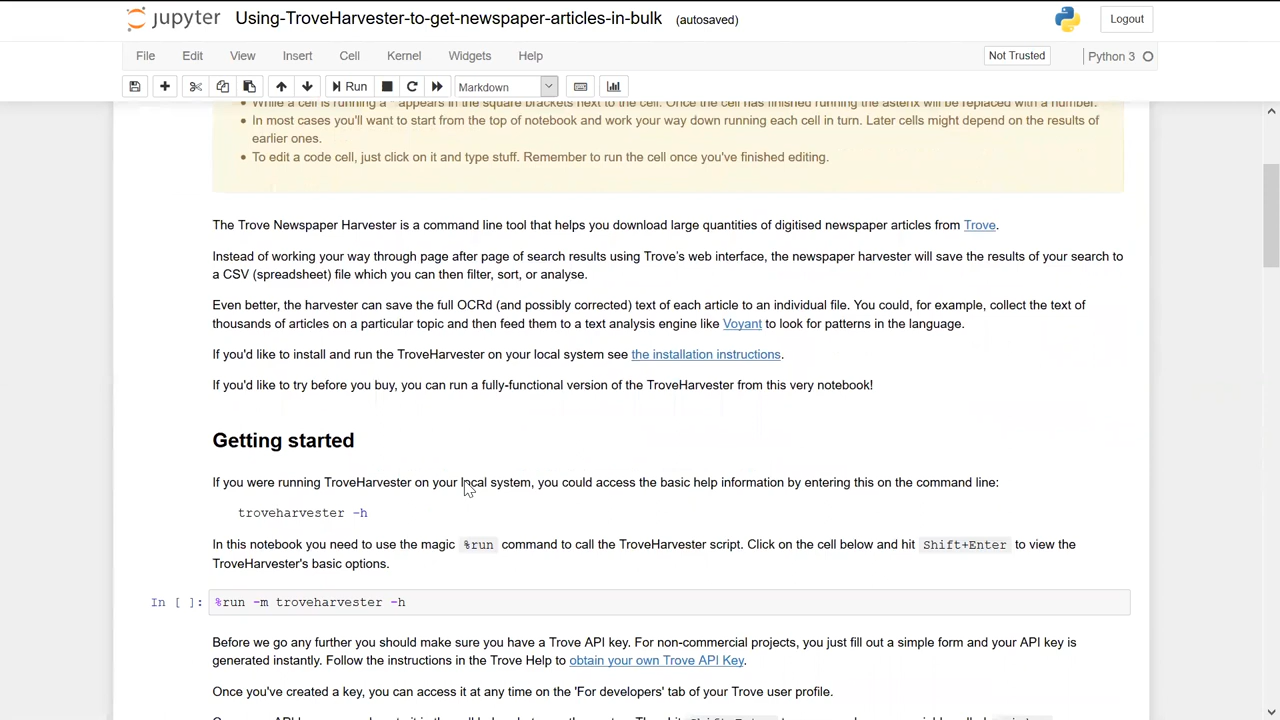 jupyter Using-TroveHarvester-to-get-newspaper-articles-in-bulk (autosaved) Logout
File Edit View Insert Cell Kernel Widgets Help Not Trusted Python 3
Run Markdown
While a cell is running a * appears in the square brackets next to the cell. Once the cell has finished running the asterix will be replaced with a number.
In most cases you'll want to start from the top of notebook and work your way down running each cell in turn. Later cells might depend on the results of
earlier ones.
To edit a code cell, just click on it and type stuff. Remember to run the cell once you've finished editing.
The Trove Newspaper Harvester is a command line tool that helps you download large quantities of digitised newspaper articles from Trove.
Instead of working your way through page after page of search results using Trove's web interface, the newspaper harvester will save the results of your search to
a CSV (spreadsheet) file which you can then filter, sort, or analyse.
Even better, the harvester can save the full OCRd (and possibly corrected) text of each article to an individual file. You could, for example, collect the text of
thousands of articles on a particular topic and then feed them to a text analysis engine like Voyant to look for patterns in the language.
If you'd like to install and run the TroveHarvester on your local system see the installation instructions.
If you'd like to try before you buy, you can run a fully-functional version of the TroveHarvester from this very notebook!
Getting started
If you were running TroveHarvester on your local system, you could access the basic help information by entering this on the command line:
troveharvester -h
In this notebook you need to use the magic %run command to call the TroveHarvester script. Click on the cell below and hit Shift+Enter to view the
TroveHarvester's basic options.
In [ ]: %run -m troveharvester -h
Before we go any further you should make sure you have a Trove API key. For non-commercial projects, you just fill out a simple form and your API key is
generated instantly. Follow the instructions in the Trove Help to obtain your own Trove API Key.
Once you've created a key, you can access it at any time on the 'For developers' tab of your Trove user profile.